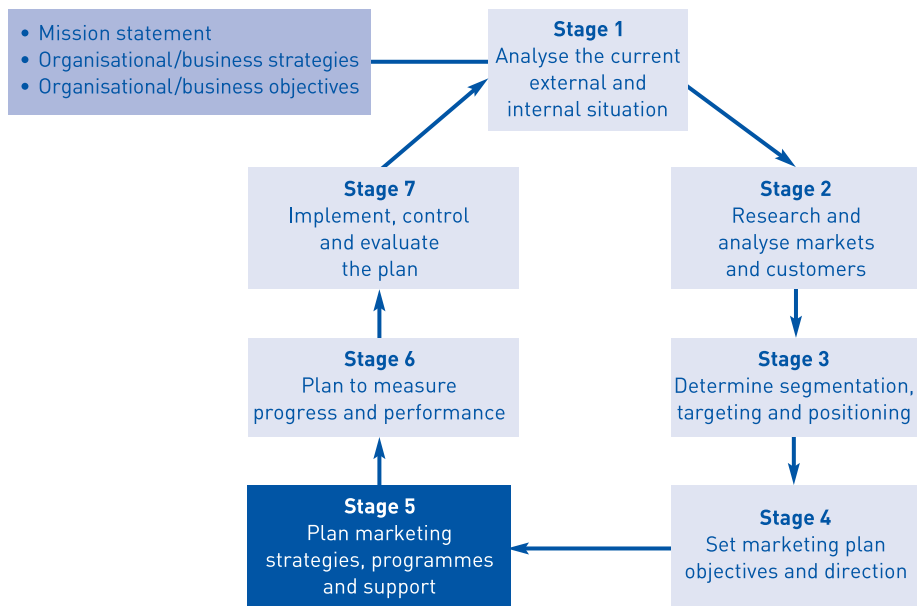 • Mission statement
• Organisational/business strategies
• Organisational/business objectives
Stage 1
Analyse the current
external and
internal situation
Stage 2
Research and
analyse markets
and customers
Stage 3
Determine segmentation,
targeting and positioning
Stage 4
Set marketing plan
objectives and direction
Stage 5
Plan marketing
strategies, programmes
and support
Stage 6
Plan to measure
progress and performance
Stage 7
Implement, control
and evaluate
the plan